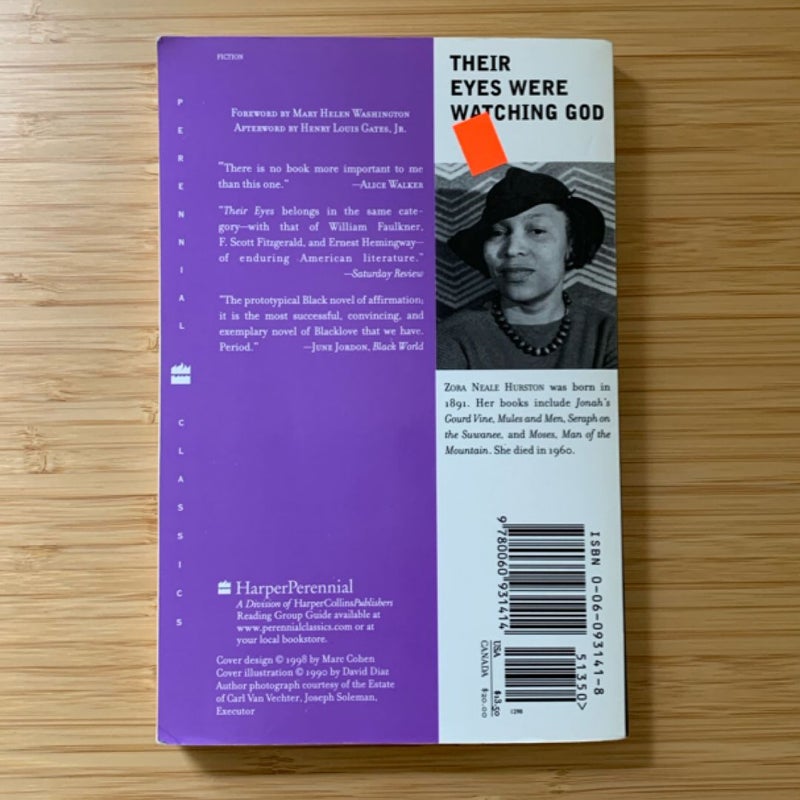 FICTION
PERENNIAL CLASSICS
FOREWORD BY MARY HELEN WASHINGTON
AFTERWORD BY HENRY LOUIS GATES, JR.
"There is no book more important to me
than this one." —ALICE WALKER
"Their Eyes belongs in the same cate-
gory—with that of William Faulkner,
F. Scott Fitzgerald, and Ernest Hemingway—
of enduring American literature."
—Saturday Review
"The prototypical Black novel of affirmation;
it is the most successful, convincing, and
exemplary novel of Blacklove that we have.
Period." —JUNE JORDON, Black World
HarperPerennial
A Division of HarperCollinsPublishers
Reading Group Guide available at
www.perennialclassics.com or at
your local bookstore.
Cover design © 1998 by Marc Cohen
Cover illustration © 1990 by David Diaz
Author photograph courtesy of the Estate
of Carl Van Vechter, Joseph Soleman,
Executor
THEIR
EYES WERE
WATCHING GOD
ZORA NEALE HURSTON was born in
1891. Her books include Jonah's
Gourd Vine, Mules and Men, Seraph on
the Suwanee, and Moses, Man of the
Mountain. She died in 1960.
ISBN 0-06-093141-8
9 780060 931414
51350>
USA $13.50
CANADA $20.00
1298